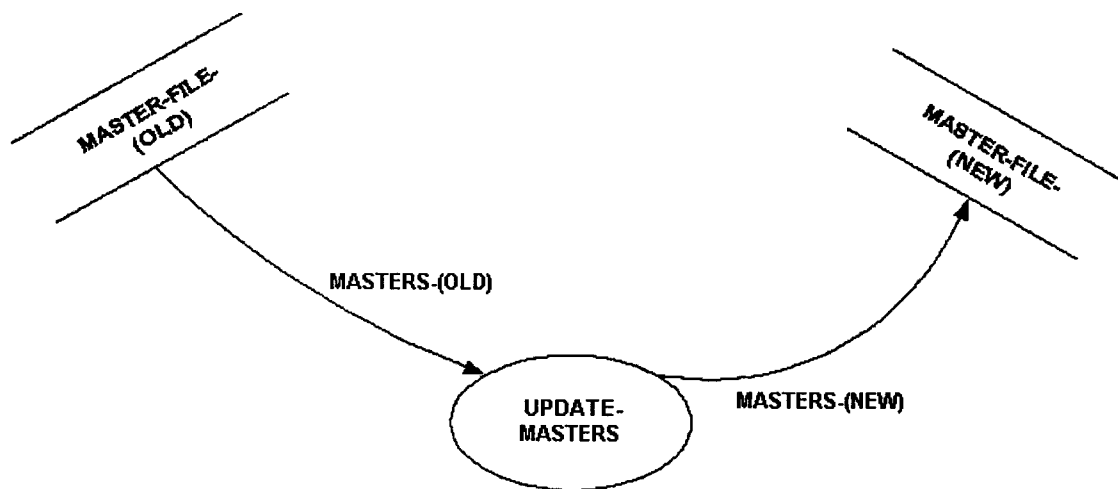 MASTER-FILE-
(OLD)
MASTER-FILE-
(NEW)
MASTERS-(OLD)
MASTERS-(NEW)
UPDATE-
MASTERS